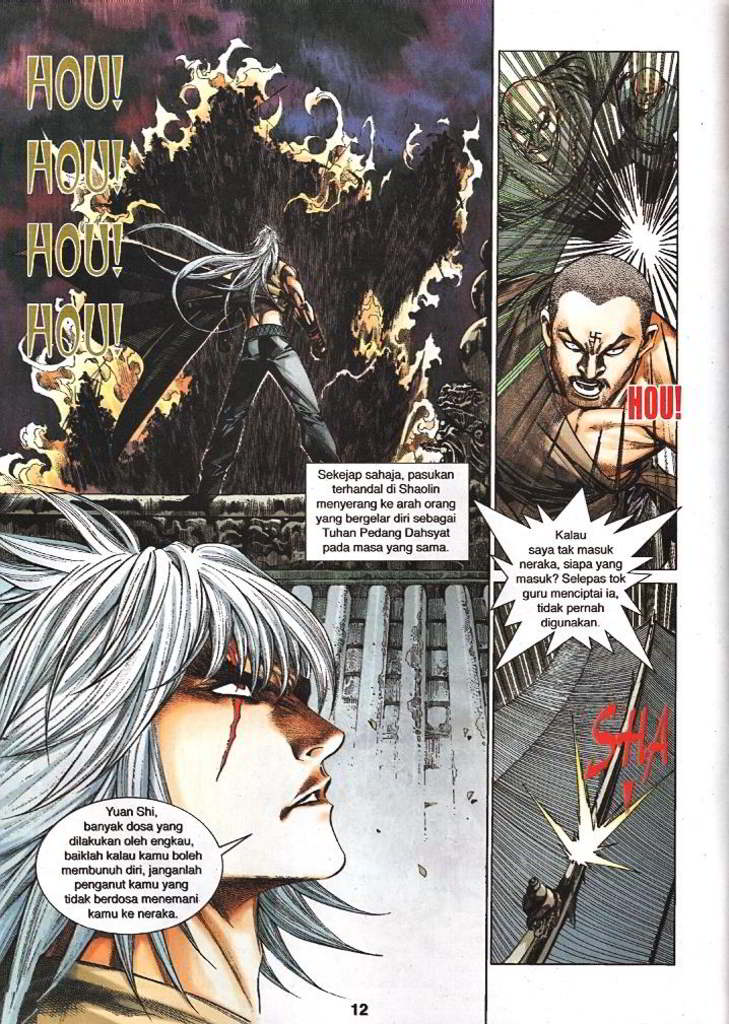 HOU!
HOU!
HOU!
HOU!
Sekejap sahaja, pasukan
terhandal di Shaolin
menyerang ke arah orang
yang bergelar diri sebagai
Tuhan Pedang Dahsyat
pada masa yang sama.
HOU!
Kalau
saya tak masuk
neraka, siapa yang
masuk? Selepas tok
guru menciptai ia,
tidak pernah
digunakan.
SHA
!
Yuan Shi,
banyak dosa yang
dilakukan oleh engkau,
baiklah kalau kamu boleh
membunuh diri, janganlah
penganut kamu yang
tidak berdosa menemani
kamu ke neraka.
12